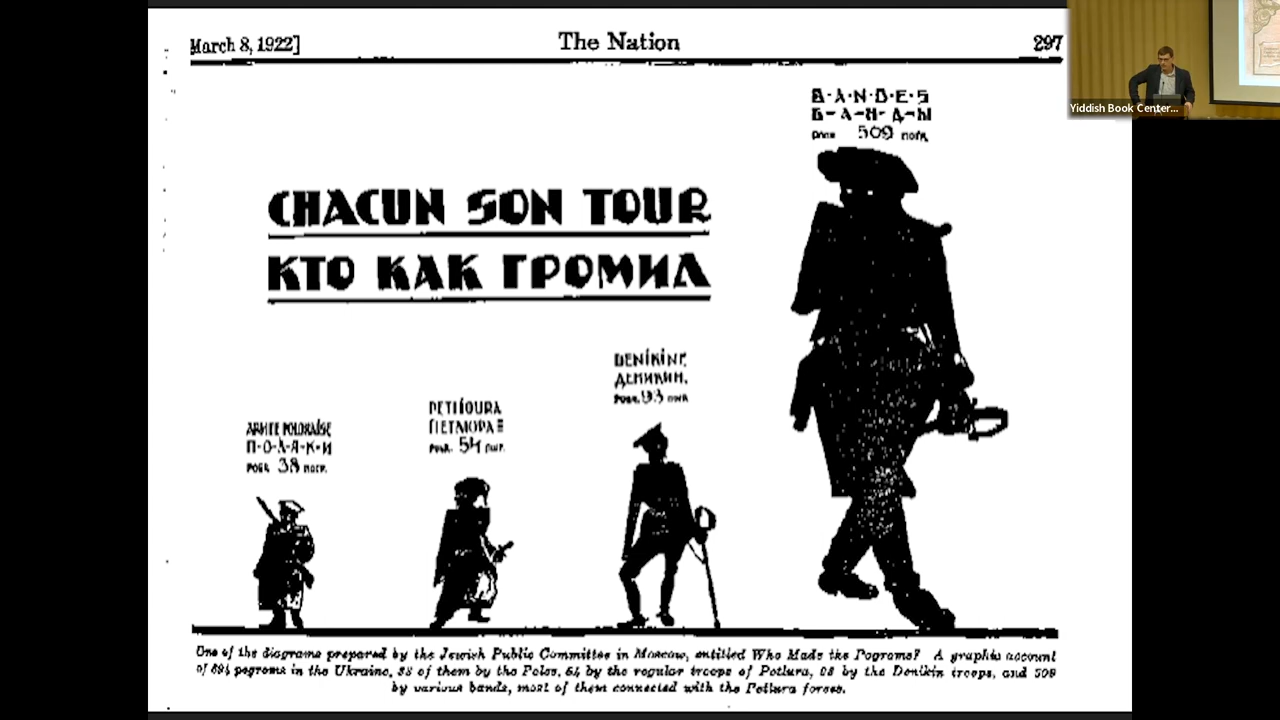 March 8, 1922]
The Nation
297
B·A·N·D·E·S
Б-А-Н-Д-Ы
509 погр.
CHACUN SON TOUR
КТО КАК ГРОМИЛ
DENIKINE
ДЕНИКИН.
93
PETLIOURA
54
ARMEE POLONAISE
П-О-Л-Я-К-И
38 погр.
One of the diagrams prepared by the Jewish Public Committee in Moscow, entitled Who Made the Pogroms? A graphic account
of 694 pogroms in the Ukraine, 38 of them by the Poles, 54 by the regular troops of Petlura, 93 by the Denikin troops, and 509
by various bands, most of them connected with the Petlura forces.
Yiddish Book Center...